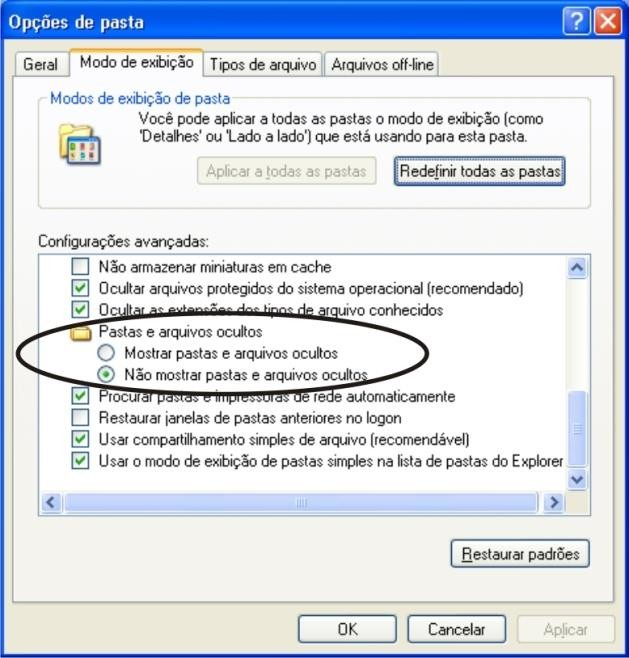 Opções de pasta
Geral
Modo de exibição
Tipos de arquivo
Arquivos off-line
Modos de exibição de pasta
Você pode aplicar a todas as pastas o modo de exibição (como
'Detalhes' ou 'Lado a lado') que está usando para esta pasta.
Aplicar a todas as pastas
Redefinir todas as pastas
Configurações avançadas:
Não armazenar miniaturas em cache
Ocultar arquivos protegidos do sistema operacional (recomendado)
Ocultar as extensões dos tipos de arquivo conhecidos
Pastas e arquivos ocultos
Mostrar pastas e arquivos ocultos
Não mostrar pastas e arquivos ocultos
Procurar pastas e impressoras de rede automaticamente
Restaurar janelas de pastas anteriores no logon
Usar compartilhamento simples de arquivo (recomendável)
Usar o modo de exibição de pastas simples na lista de pastas do Explorer
Restaurar padrões
OK
Cancelar
Aplicar